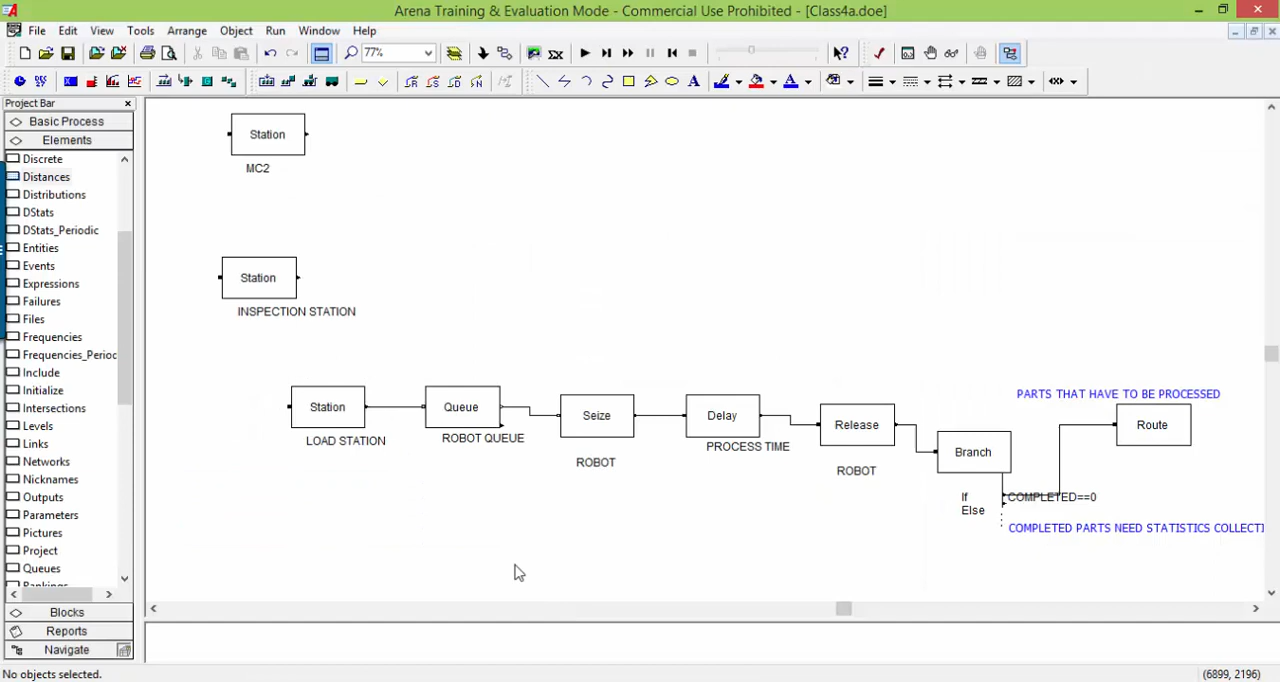 Arena Training & Evaluation Mode - Commercial Use Prohibited - [Class4a.doe]
File Edit View Tools Arrange Object Run Window Help
77%
Project Bar
Basic Process
Elements
Discrete
Distances
Distributions
DStats
DStats_Periodic
Entities
Events
Expressions
Failures
Files
Frequencies
Frequencies_Perioc
Include
Initialize
Intersections
Levels
Links
Networks
Nicknames
Outputs
Parameters
Pictures
Project
Queues
Rankings
Blocks
Reports
Navigate
Station
MC2
Station
INSPECTION STATION
Station
LOAD STATION
Queue
ROBOT QUEUE
Seize
ROBOT
Delay
PROCESS TIME
Release
ROBOT
Branch
If
Else
COMPLETED==0
PARTS THAT HAVE TO BE PROCESSED
Route
COMPLETED PARTS NEED STATISTICS COLLECTI
No objects selected.
(6899, 2196)